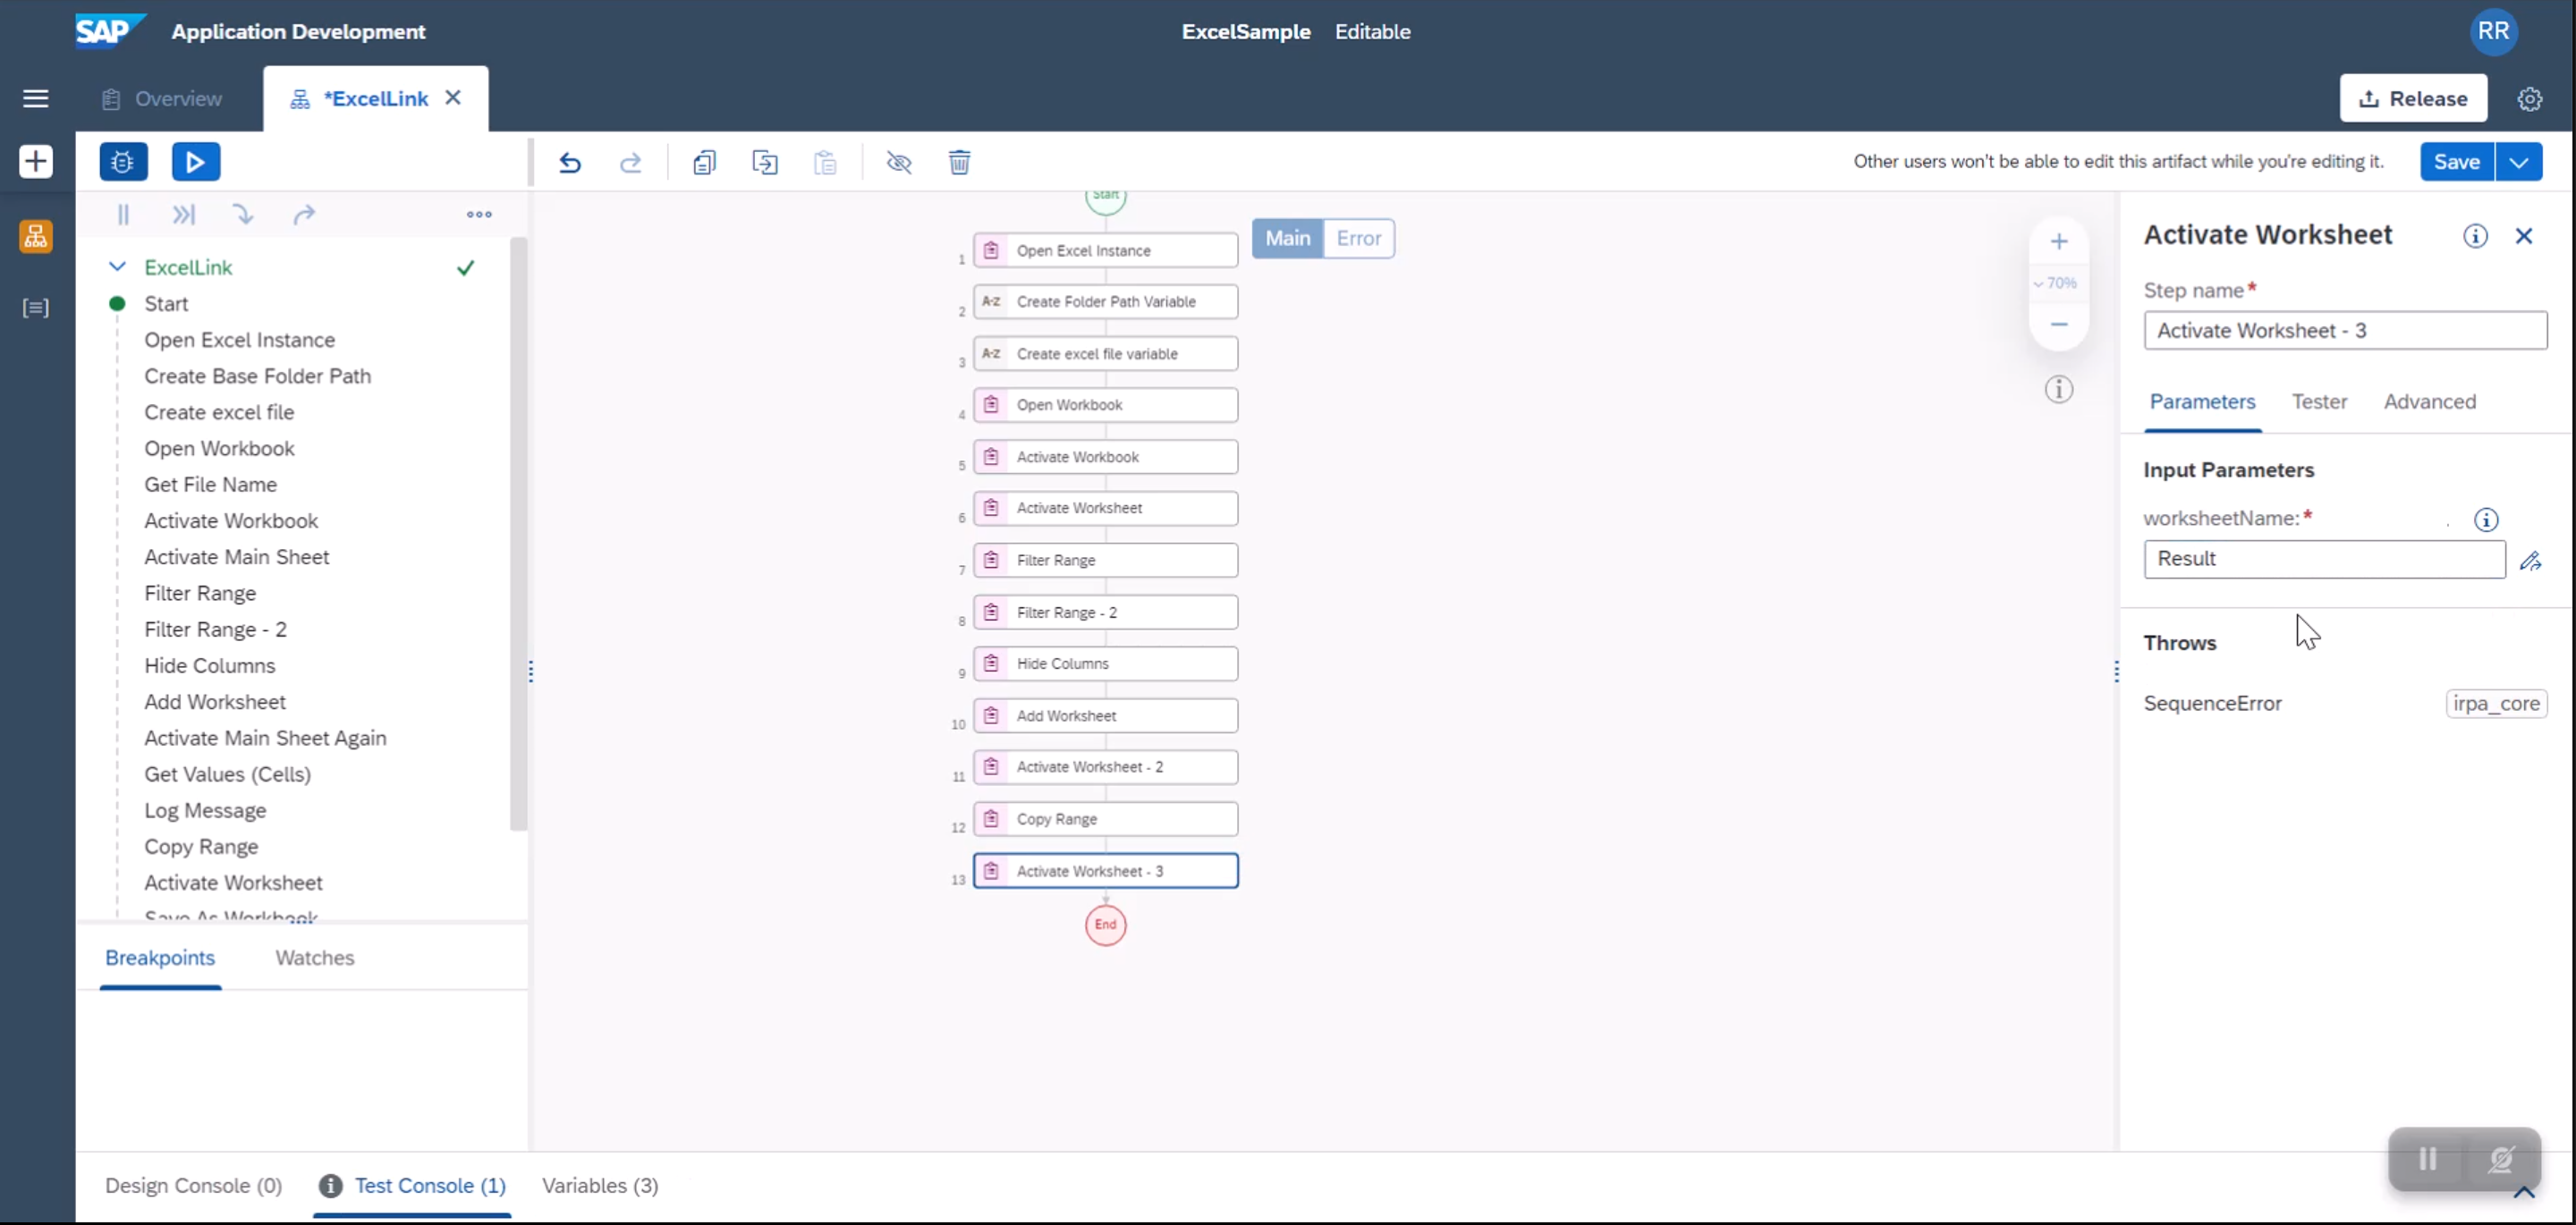 SAP Application Development
ExcelSample Editable
RR
Overview
*ExcelLink
Release
Other users won't be able to edit this artifact while you're editing it.
Save
ExcelLink
Start
Open Excel Instance
Create Base Folder Path
Create excel file
Open Workbook
Get File Name
Activate Workbook
Activate Main Sheet
Filter Range
Filter Range - 2
Hide Columns
Add Worksheet
Activate Main Sheet Again
Get Values (Cells)
Log Message
Copy Range
Activate Worksheet
Save As Workbook
Breakpoints Watches
Start
Main Error
1 Open Excel Instance
2 A-Z Create Folder Path Variable
3 A-Z Create excel file variable
4 Open Workbook
5 Activate Workbook
6 Activate Worksheet
7 Filter Range
8 Filter Range - 2
9 Hide Columns
10 Add Worksheet
11 Activate Worksheet - 2
12 Copy Range
13 Activate Worksheet - 3
End
70%
Activate Worksheet
Step name*
Activate Worksheet - 3
Parameters Tester Advanced
Input Parameters
worksheetName:*
Result
Throws
SequenceError irpa_core
Design Console (0) Test Console (1) Variables (3)